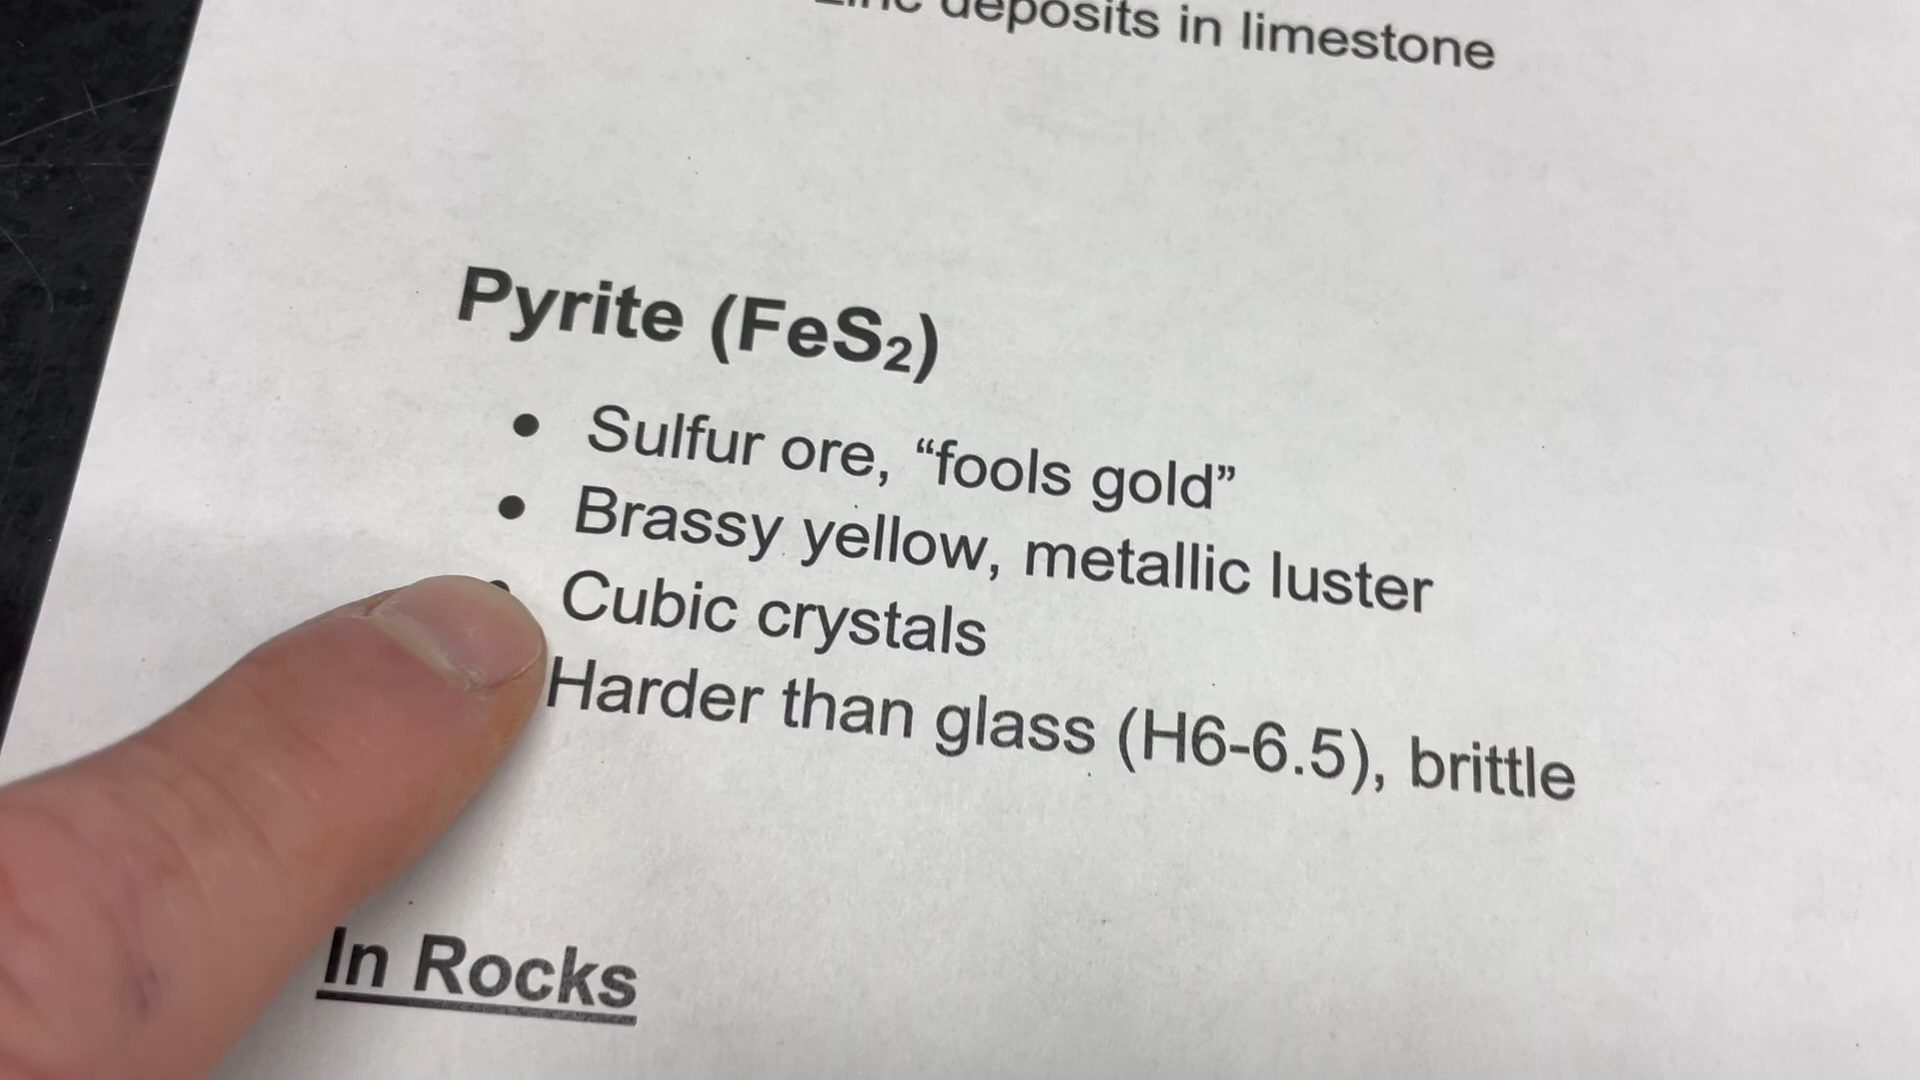 deposits in limestone
Pyrite (FeS₂)
• Sulfur ore, “fools gold”
• Brassy yellow, metallic luster
• Cubic crystals
Harder than glass (H6-6.5), brittle
In Rocks